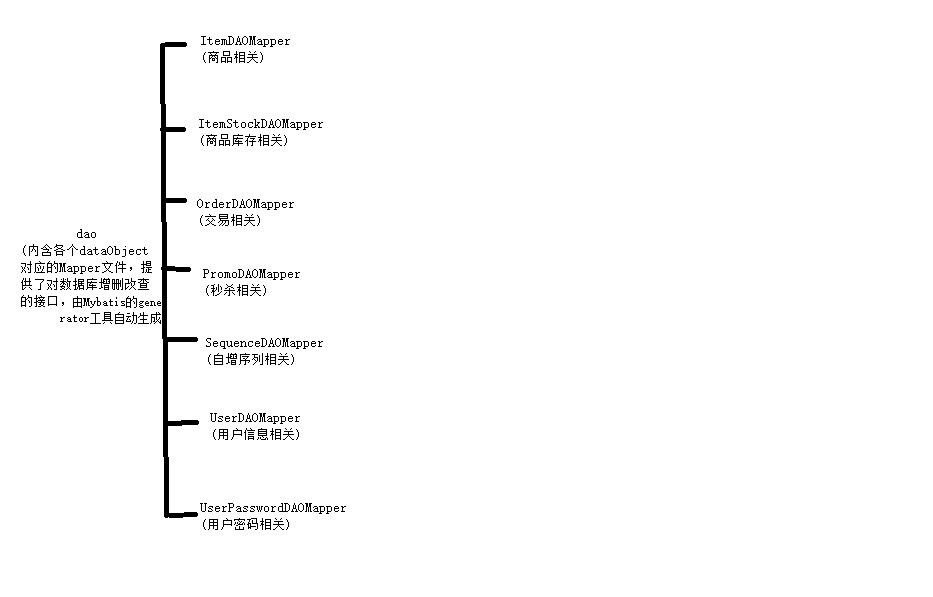 ItemDAOMapper
(商品相关)
ItemStockDAOMapper
(商品库存相关)
OrderDAOMapper
(交易相关)
dao
(内含各个dataObject
对应的Mapper文件，提
供了对数据库增删改查
的接口，由Mybatis的gene
rator工具自动生成
PromoDAOMapper
(秒杀相关)
SequenceDAOMapper
(自增序列相关)
UserDAOMapper
(用户信息相关)
UserPasswordDAOMapper
(用户密码相关)